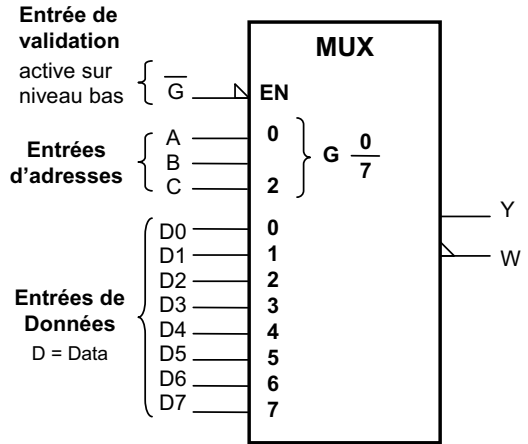 Entrée de
validation
active sur
niveau bas
G
EN
MUX
Entrées
d'adresses
A
B
C
0
2
G 0/7
Entrées de
Données
D = Data
D0 0
D1 1
D2 2
D3 3
D4 4
D5 5
D6 6
D7 7
Y
W